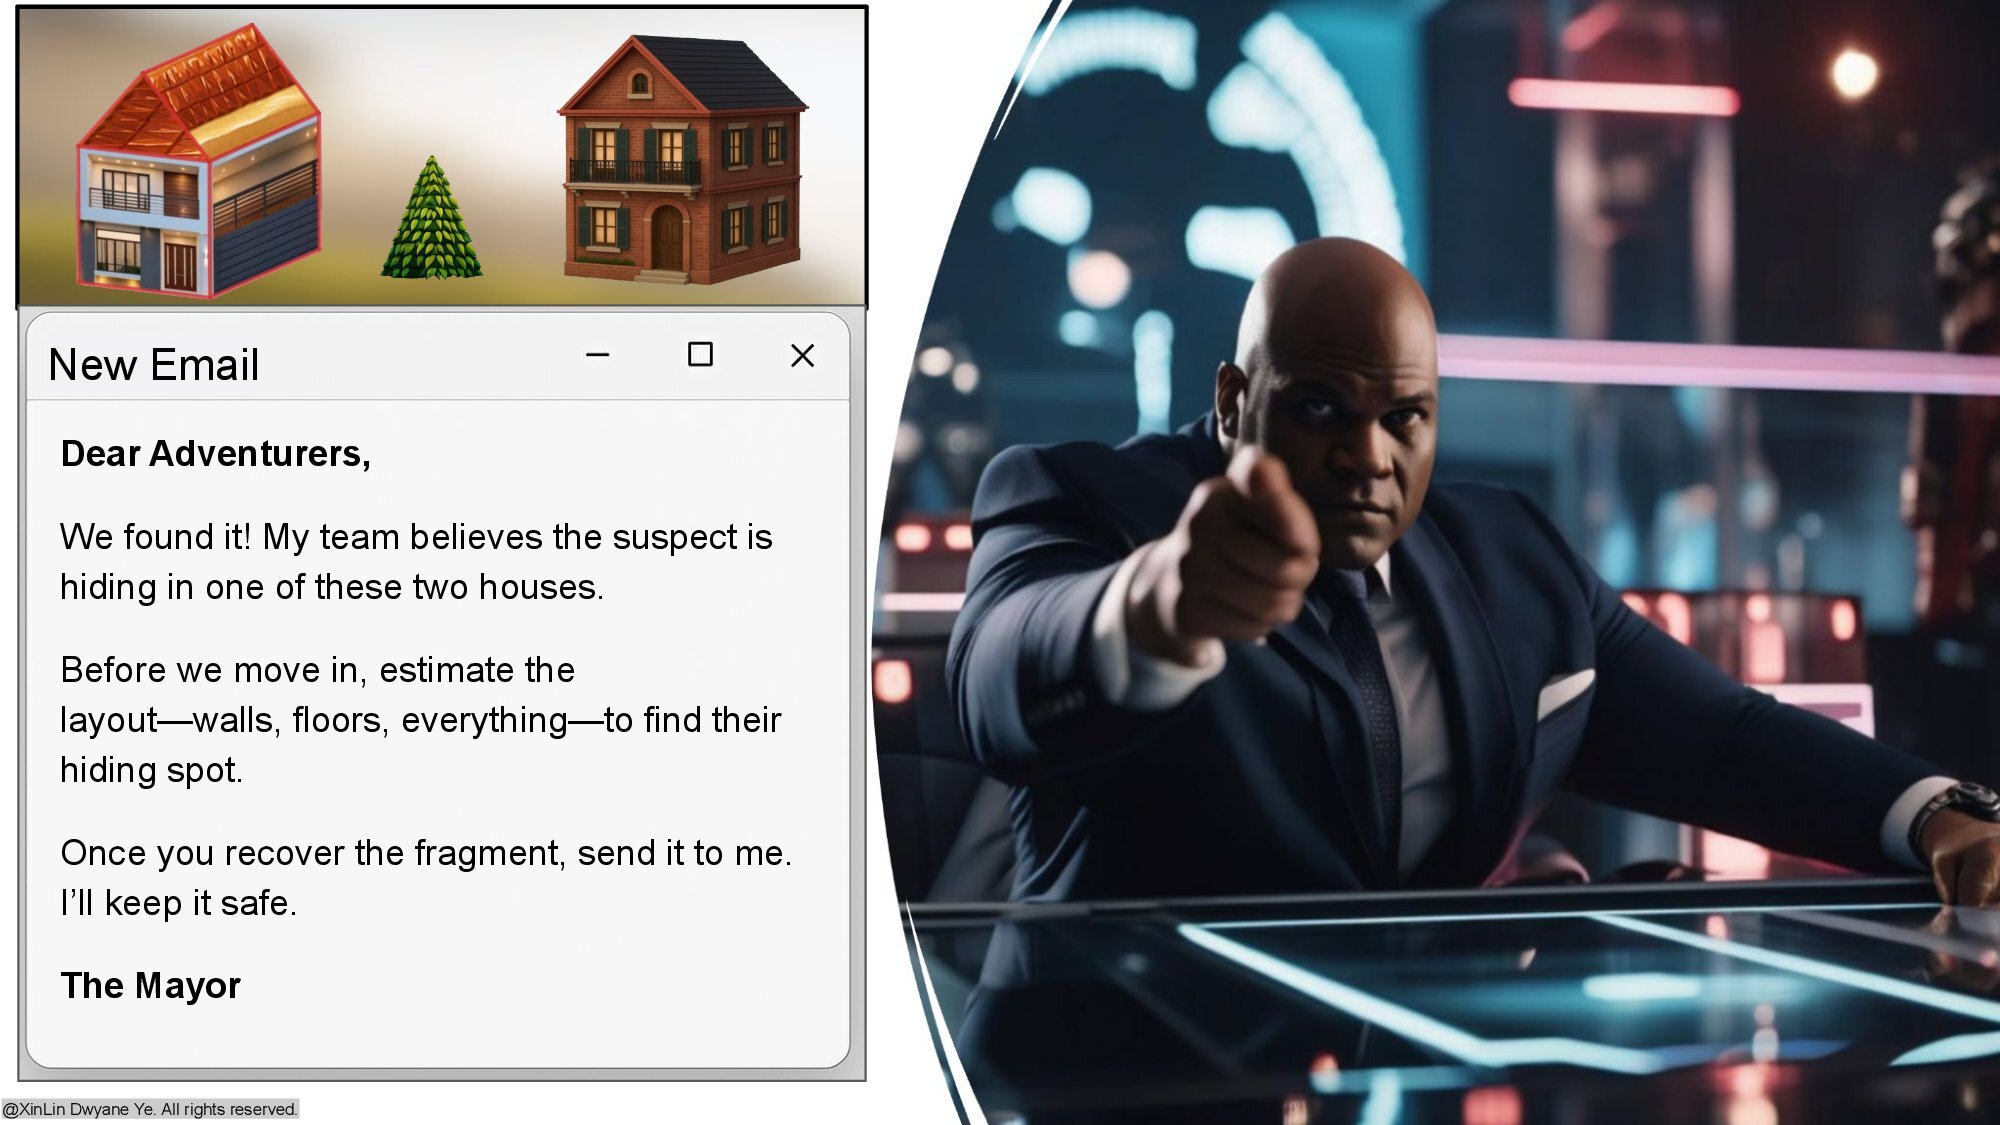 New Email
Dear Adventurers,
We found it! My team believes the suspect is
hiding in one of these two houses.
Before we move in, estimate the
layout—walls, floors, everything—to find their
hiding spot.
Once you recover the fragment, send it to me.
I’ll keep it safe.
The Mayor
@XinLin Dwyane Ye. All rights reserved.